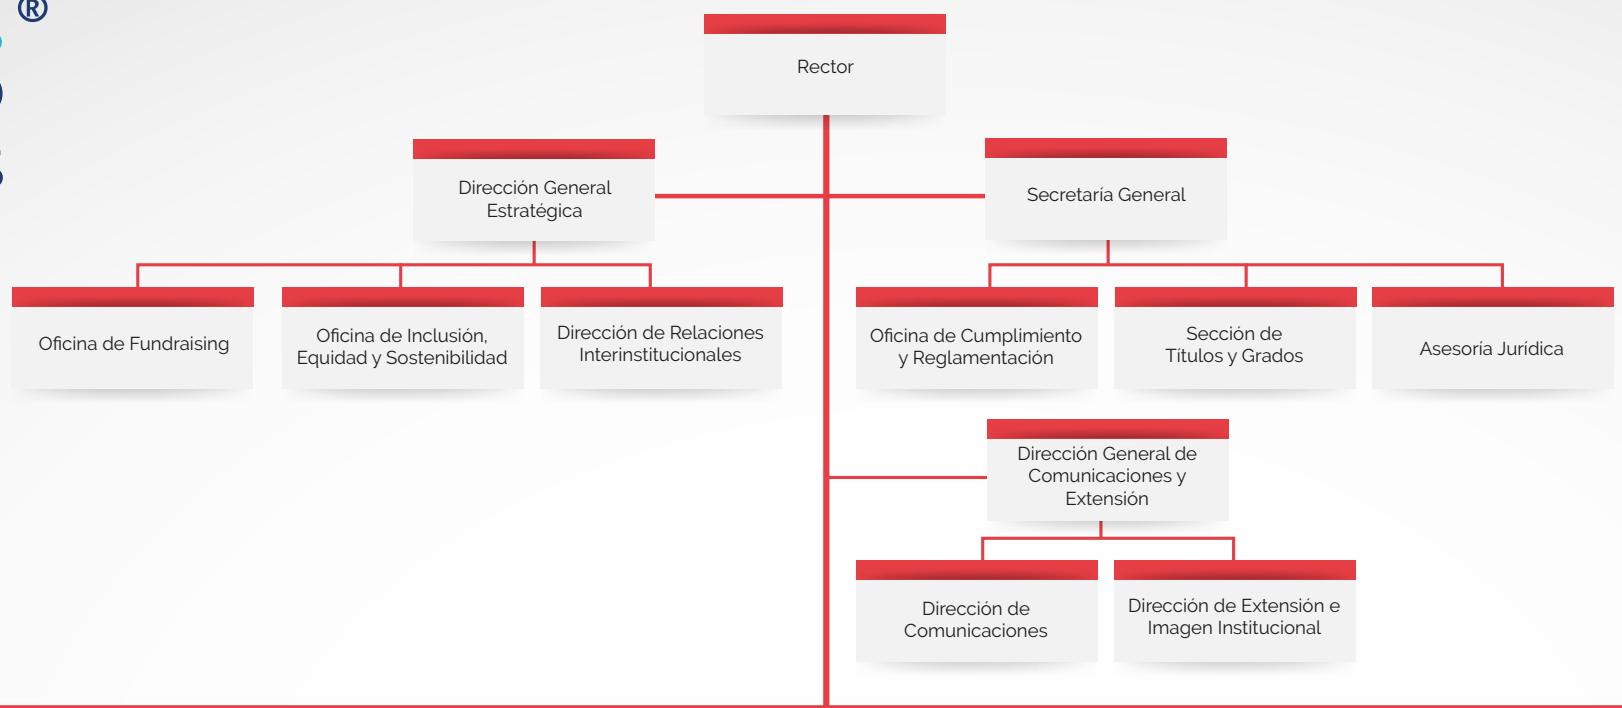 ®
Rector
Dirección General
Estratégica
Secretaría General
Oficina de Fundraising
Oficina de Inclusión,
Equidad y Sostenibilidad
Dirección de Relaciones
Interinstitucionales
Oficina de Cumplimiento
y Reglamentación
Sección de
Títulos y Grados
Asesoría Jurídica
Dirección General de
Comunicaciones y
Extensión
Dirección de
Comunicaciones
Dirección de Extensión e
Imagen Institucional